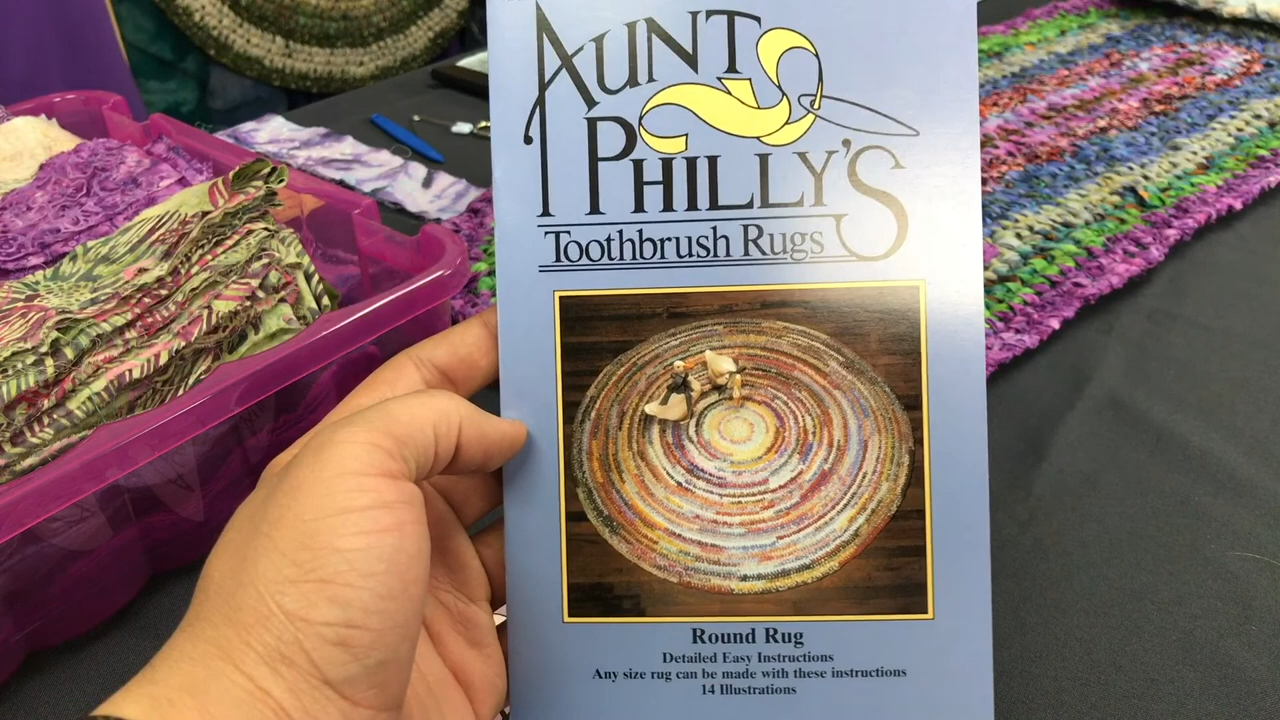 AUNT
PHILLY'S
Toothbrush Rugs
Round Rug
Detailed Easy Instructions
Any size rug can be made with these instructions
14 Illustrations